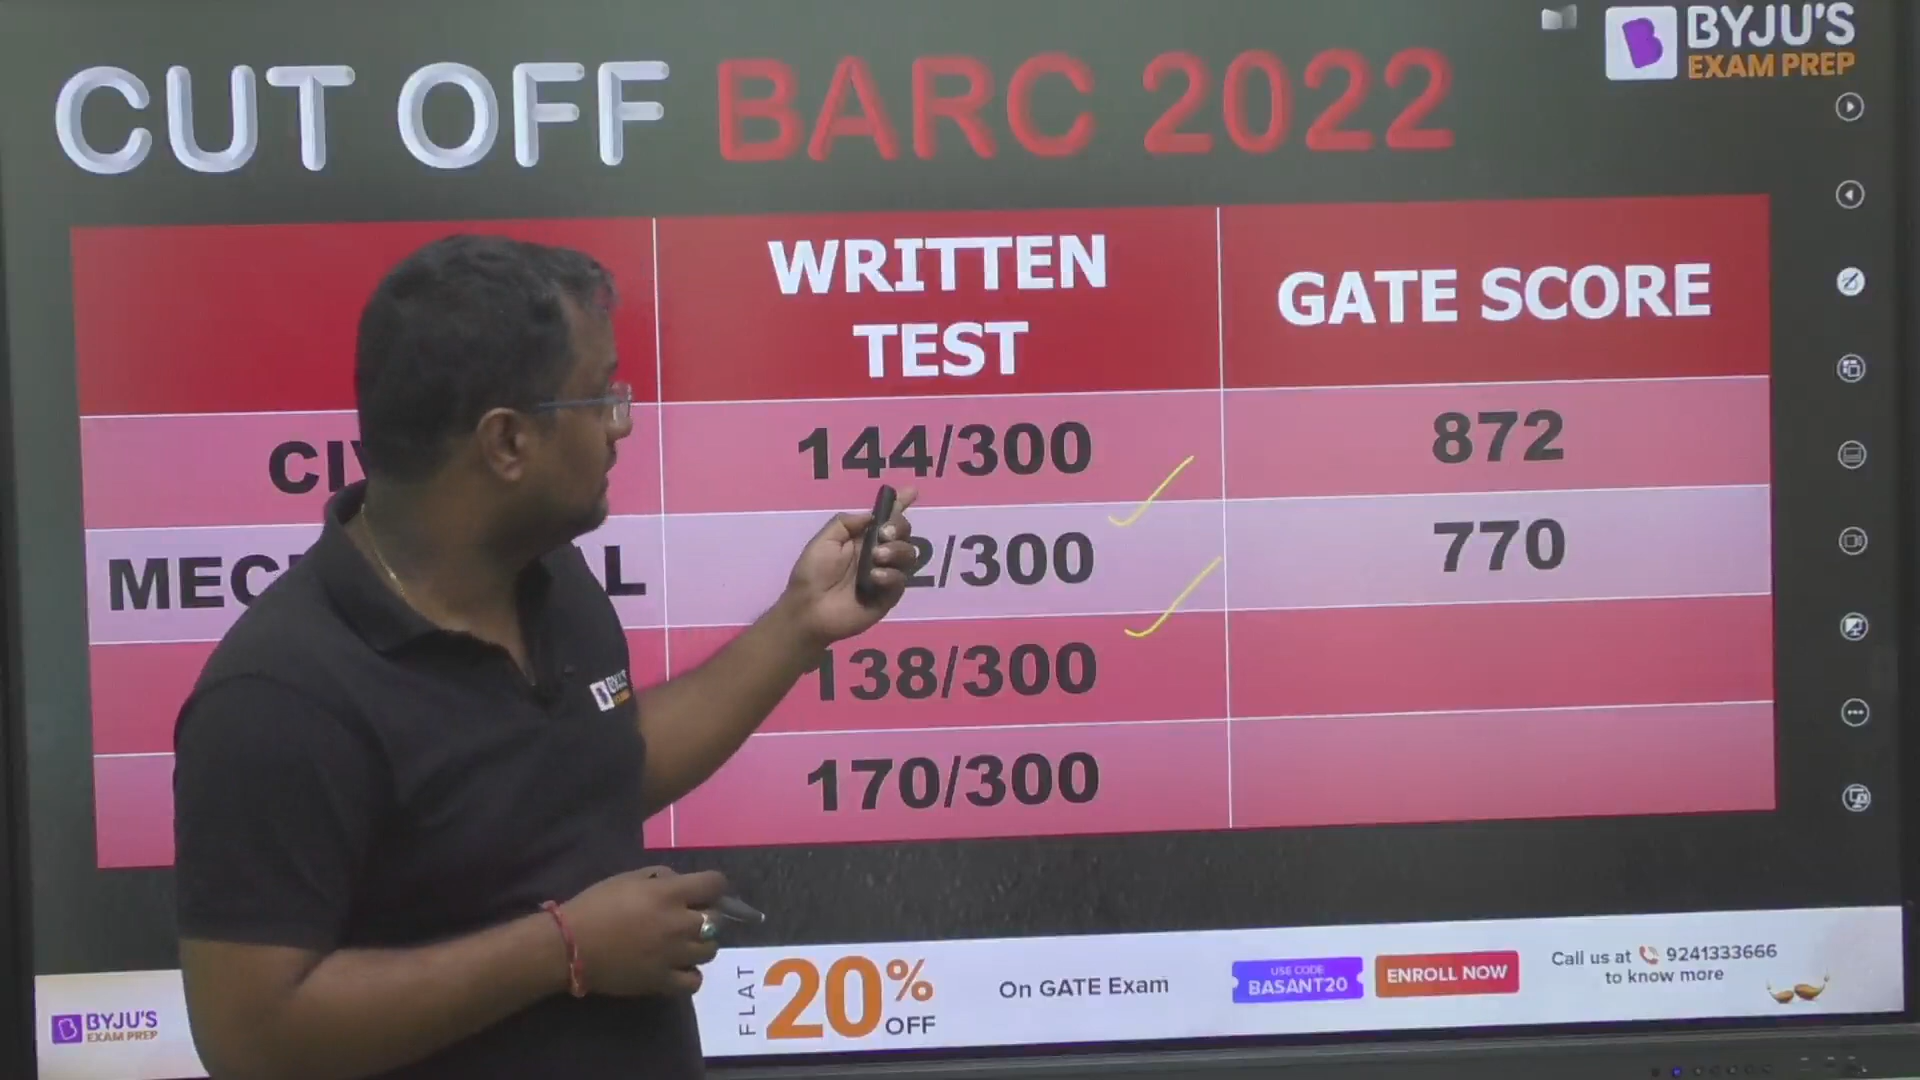 BYJU'S
EXAM PREP
CUT OFF BARC 2022
WRITTEN
TEST
GATE SCORE
144/300
872
/300
770
138/300
170/300
BYJU'S
EXAM PREP
FLAT
20%
OFF
On GATE Exam
USE CODE
BASANT20
ENROLL NOW
Call us at 9241333666
to know more